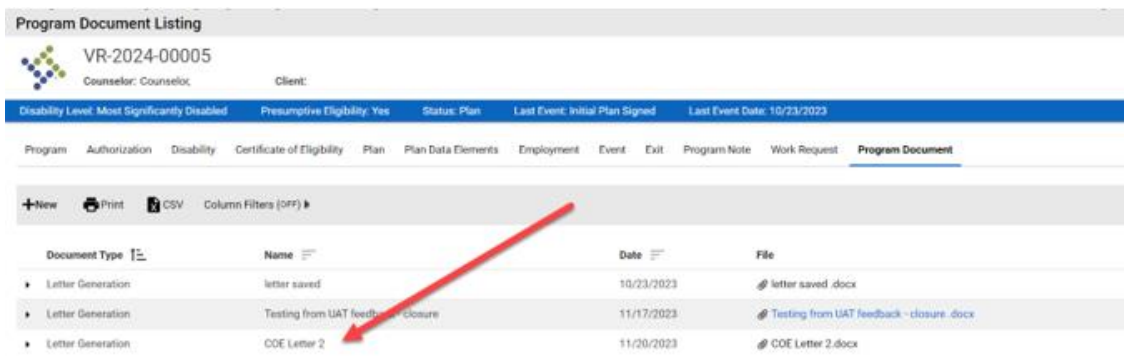 Program Document Listing
VR-2024-00005
Counselor: Counselor, Client:
Disability Level: Most Significantly Disabled Presumptive Eligibility: Yes Status: Plan Last Event: Initial Plan Signed Last Event Date: 10/23/2023
Program Authorization Disability Certificate of Eligibility Plan Plan Data Elements Employment Event Exit Program Note Work Request Program Document
+New Print CSV Column Filters (OFF)
Document Type Name Date File
Letter Generation letter saved 10/23/2023 letter saved .docx
Letter Generation Testing from UAT feedback - closure 11/17/2023 Testing from UAT feedback - closure .docx
Letter Generation COE Letter 2 11/20/2023 COE Letter 2.docx